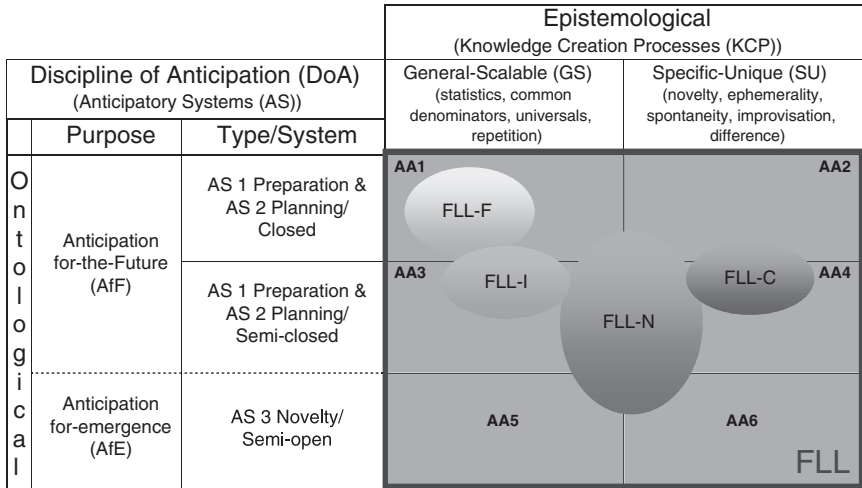 Epistemological
(Knowledge Creation Processes (KCP))
Discipline of Anticipation (DoA)
(Anticipatory Systems (AS))
General-Scalable (GS)
(statistics, common
denominators, universals,
repetition)
Specific-Unique (SU)
(novelty, ephemerality,
spontaneity, improvisation,
difference)
Purpose
Type/System
Ontological
Anticipation
for-the-Future
(AfF)
AS 1 Preparation &
AS 2 Planning/
Closed
AA1
AA2
FLL-F
AS 1 Preparation &
AS 2 Planning/
Semi-closed
AA3
FLL-I
FLL-N
FLL-C
AA4
Anticipation
for-emergence
(AfE)
AS 3 Novelty/
Semi-open
AA5
AA6
FLL